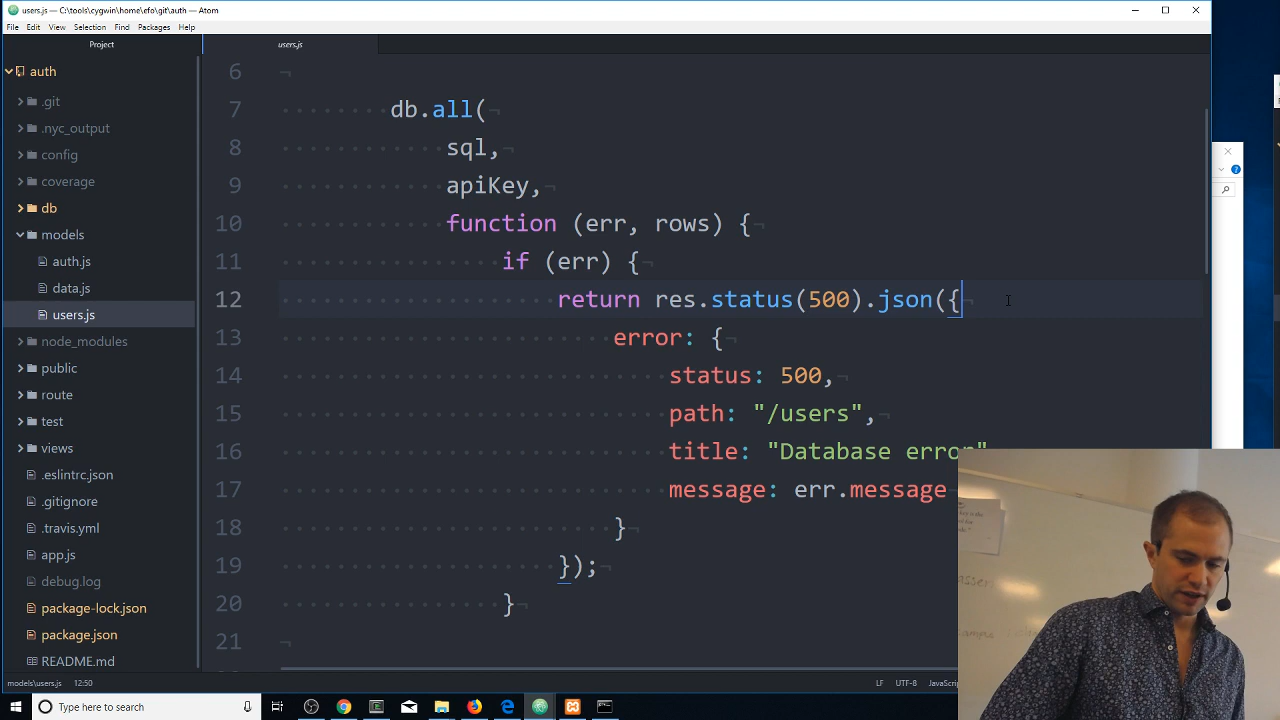 users.js — C:\tools\cygwin\home\efo\git\auth — Atom
File Edit View Selection Find Packages Help
Project
users.js
auth
.git
.nyc_output
config
coverage
db
models
auth.js
data.js
users.js
node_modules
public
route
test
views
.eslintrc.json
.gitignore
.travis.yml
app.js
debug.log
package-lock.json
package.json
README.md
6
7 db.all(
8 sql,
9 apiKey,
10 function (err, rows) {
11 if (err) {
12 return res.status(500).json({
13 error: {
14 status: 500,
15 path: "/users",
16 title: "Database error"
17 message: err.message
18 }
19 });
20 }
21
models\users.js 12:50
LF UTF-8 JavaScrip
Type here to search